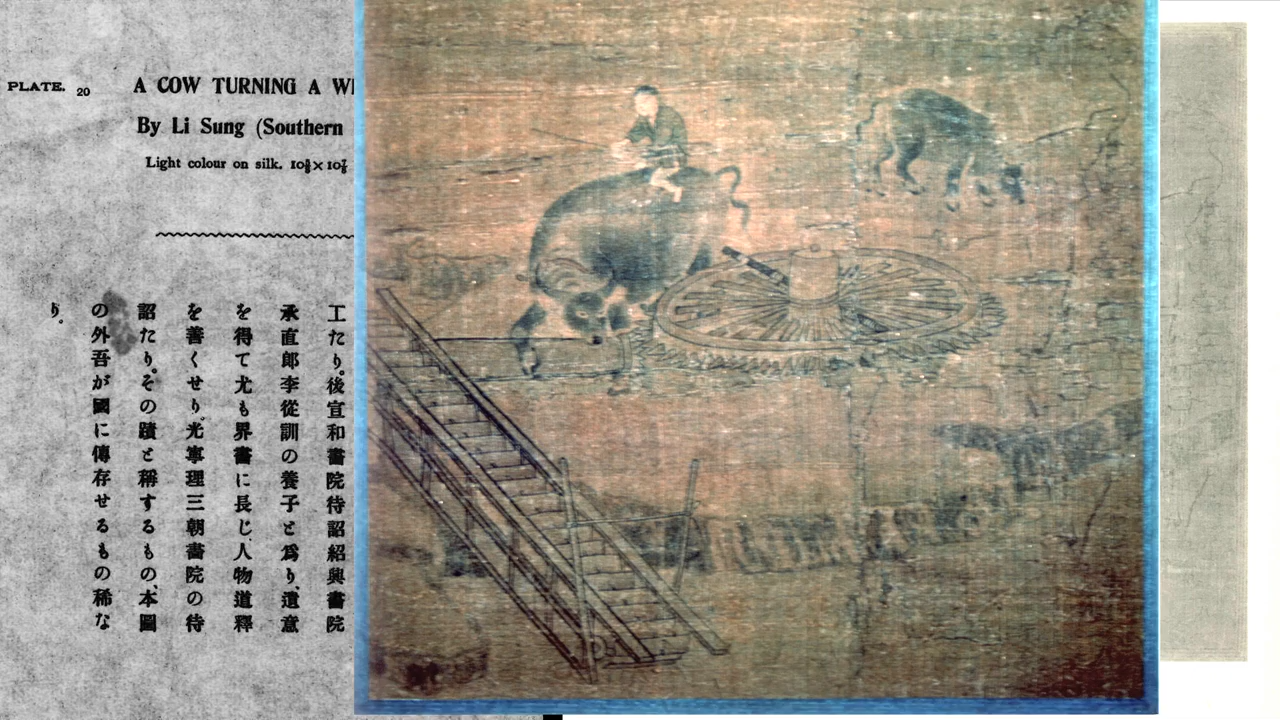 PLATE. 20
A COW TURNING A
By Li Sung (Southern
Light colour on silk. 10⅜×10⅞
工たり。後宣和畫院待詔紹興畫院
承直郎李從訓の養子と爲り、遺意
を得て尤も界畫に長じ、人物道釋
を善くせり。光寧理三朝畫院の待
詔たり。その蹟と稱するもの、本圖
の外吾が國に傳存せるもの稀な
り。